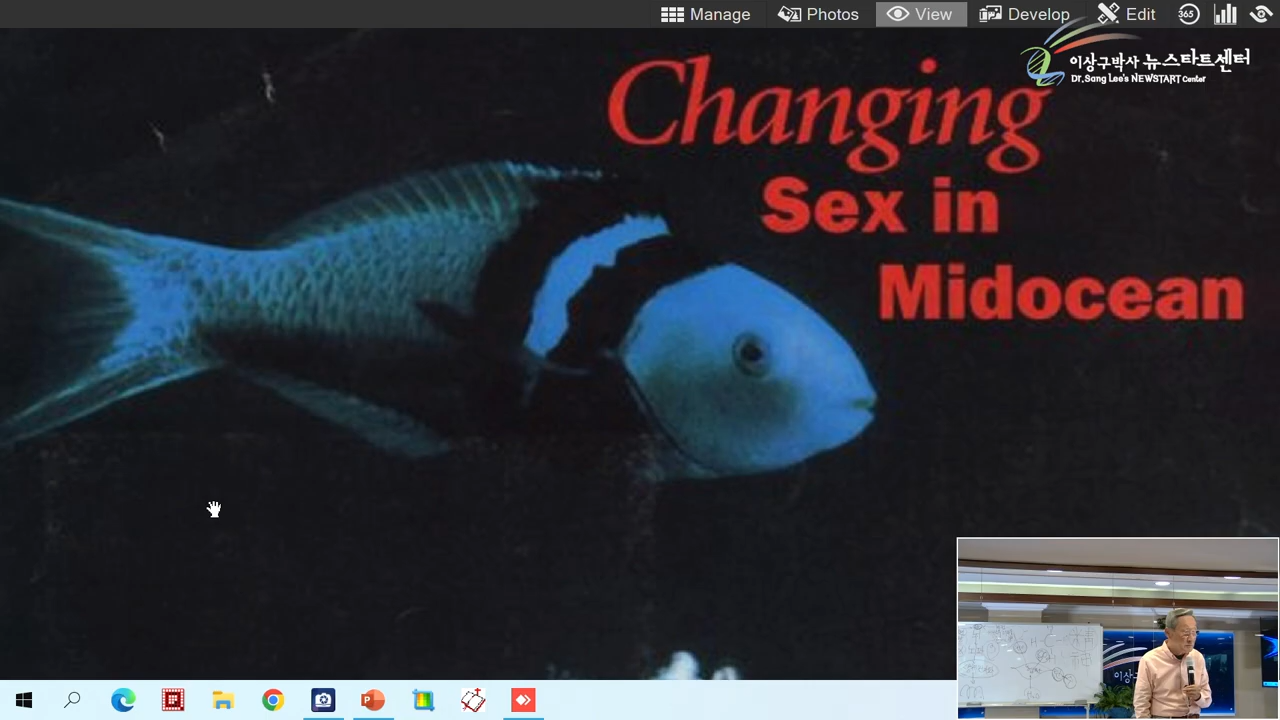 Manage
Photos
View
Develop
Edit
365
이상구박사 뉴스타트센터
Dr. Sang Lee's NEWSTART Center
Changing
Sex in
Midocean